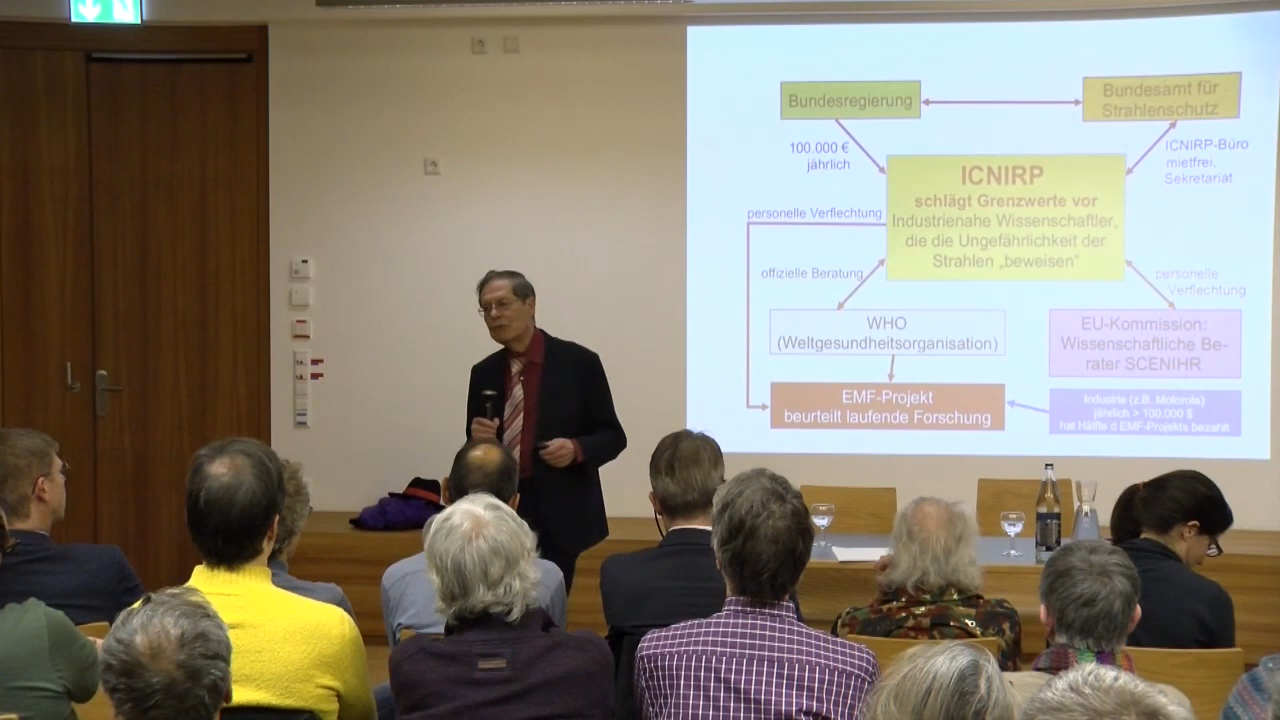 Bundesregierung
Bundesamt für
Strahlenschutz
100.000 €
jährlich
ICNIRP-Büro
mietfrei,
Sekretariat
ICNIRP
schlägt Grenzwerte vor
Industrienahe Wissenschaftler,
die die Ungefährlichkeit der
Strahlen „beweisen“
personelle Verflechtung
offizielle Beratung
personelle
Verflechtung
WHO
(Weltgesundheitsorganisation)
EU-Kommission:
Wissenschaftliche Be-
rater SCENIHR
EMF-Projekt
beurteilt laufende Forschung
Industrie (z.B. Motorola)
jährlich > 100.000 $
hat Hälfte d EMF-Projekts bezahlt